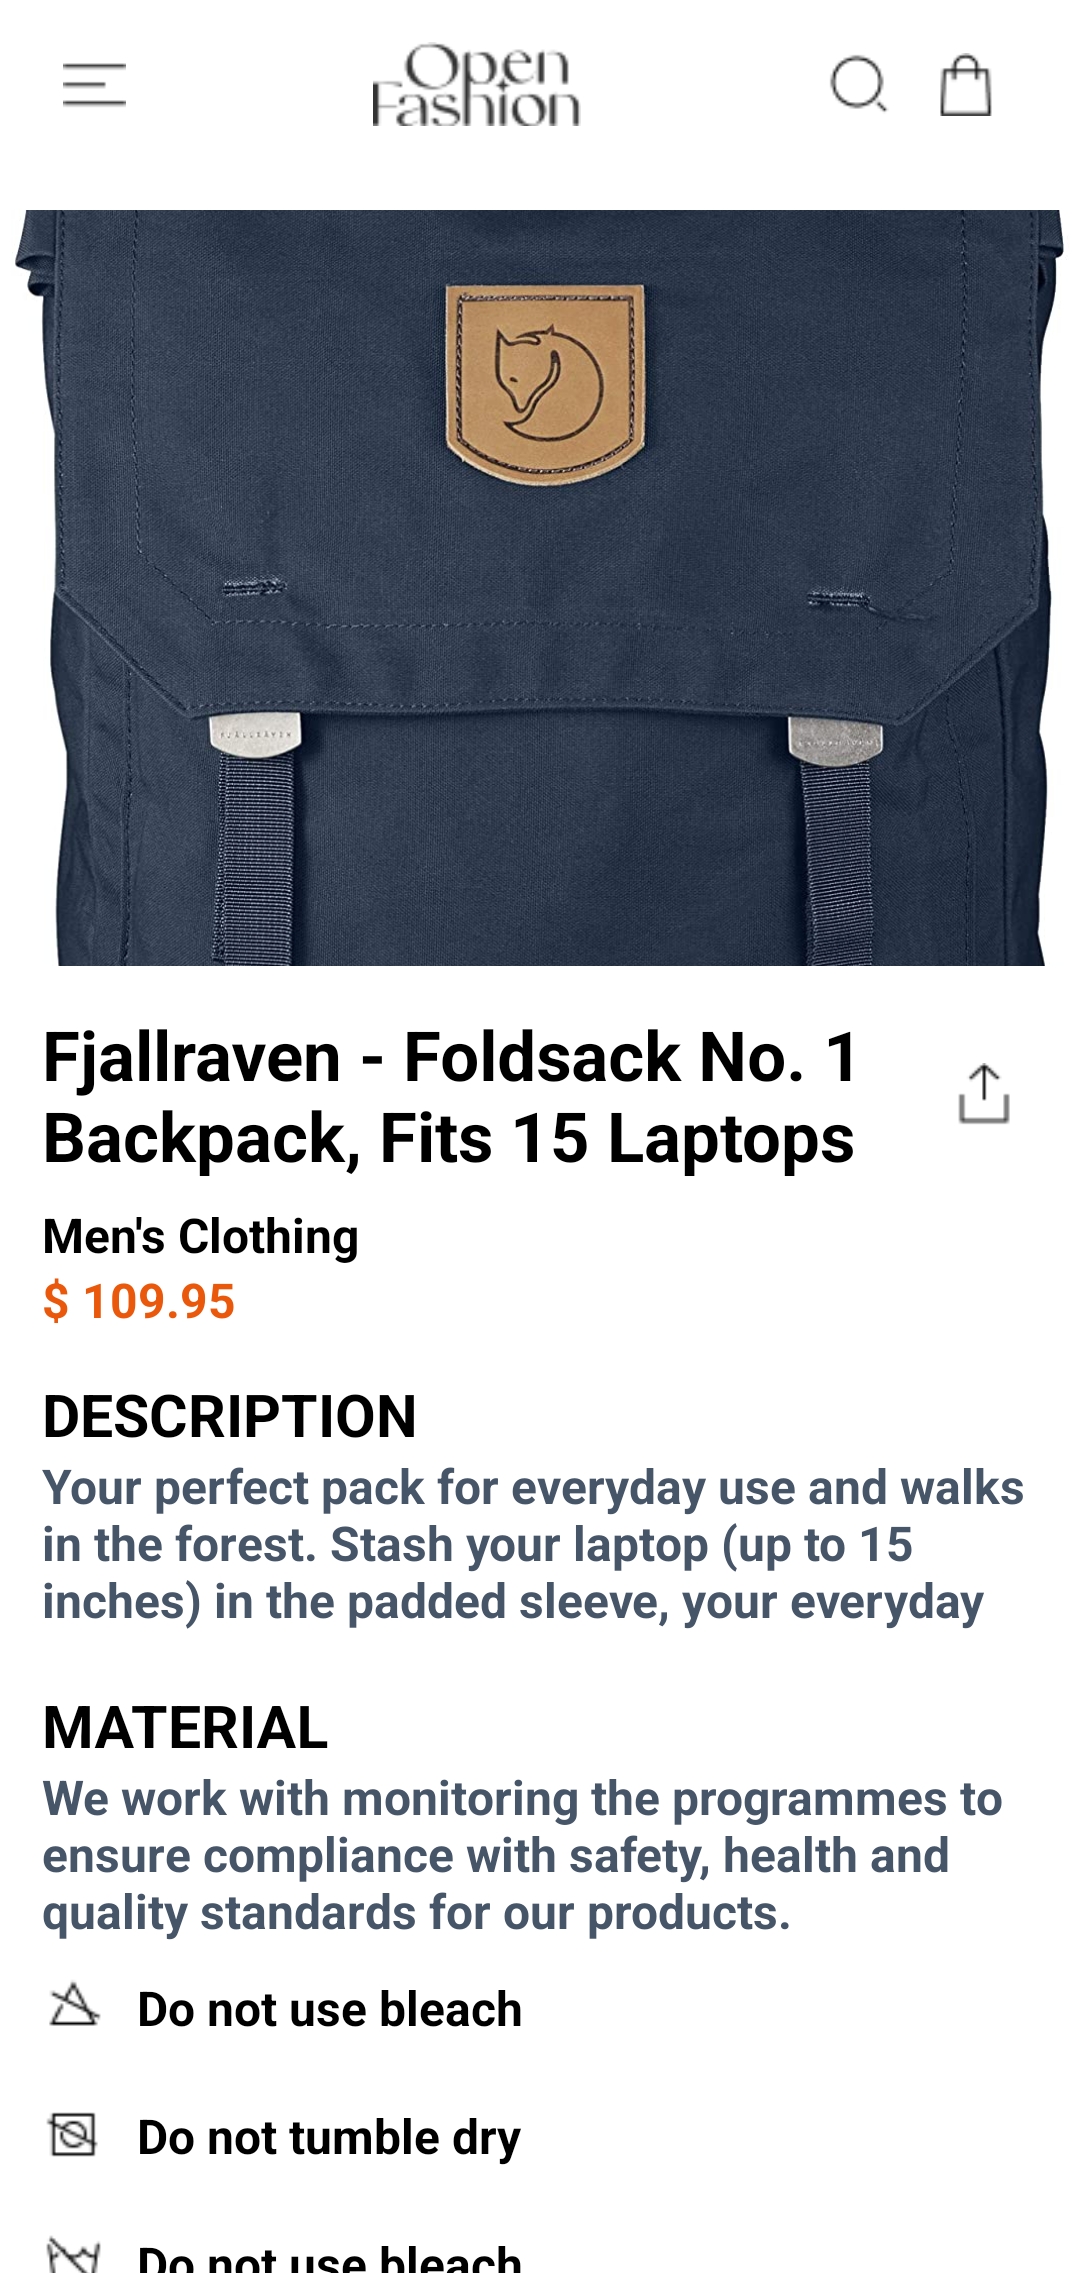 Open
Fashion
FJALLRAVEN
Fjallraven - Foldsack No. 1
Backpack, Fits 15 Laptops
Men's Clothing
$ 109.95
DESCRIPTION
Your perfect pack for everyday use and walks
in the forest. Stash your laptop (up to 15
inches) in the padded sleeve, your everyday
MATERIAL
We work with monitoring the programmes to
ensure compliance with safety, health and
quality standards for our products.
Do not use bleach
Do not tumble dry
Do not use bleach